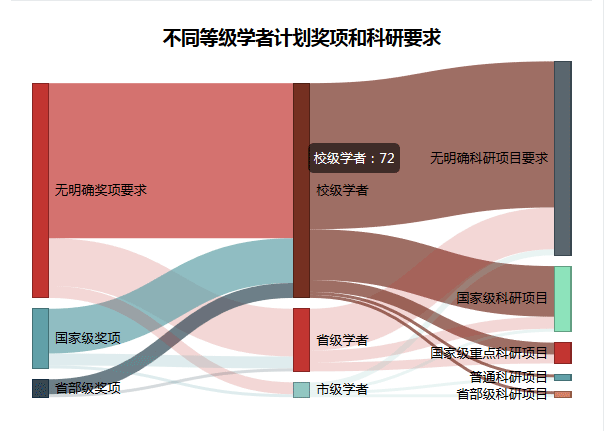 不同等级学者计划奖项和科研要求
校级学者：72
无明确科研项目要求
无明确奖项要求
校级学者
国家级科研项目
国家级奖项
省级学者
国家级重点科研项目
普通科研项目
省部级奖项
市级学者
省部级科研项目